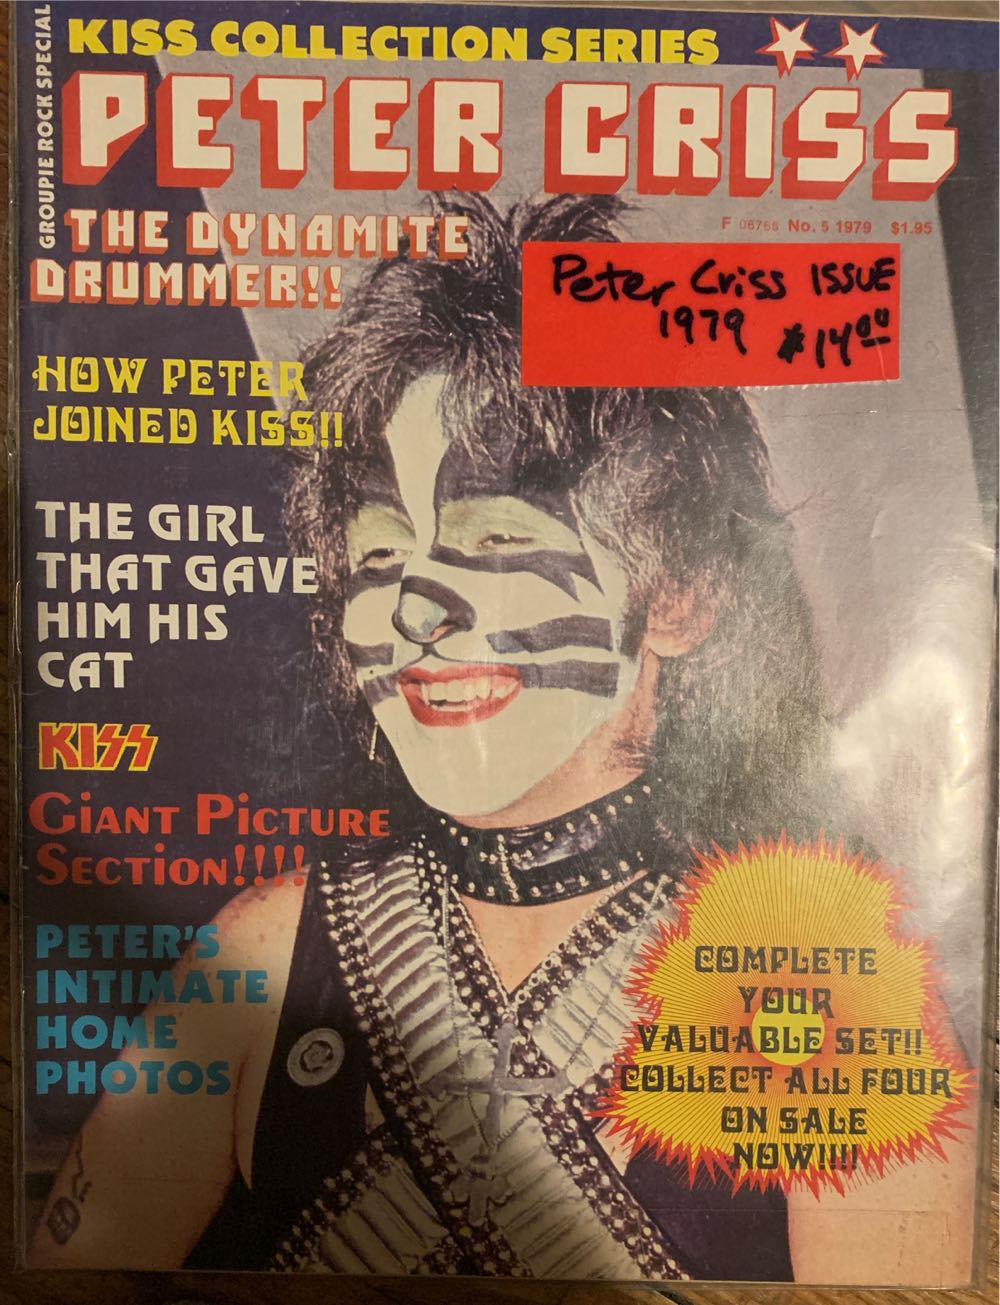 GROUPIE ROCK SPECIAL
KISS COLLECTION SERIES
PETER CRISS
F 06765 No. 5 1979 $1.95
THE DYNAMITE
DRUMMER!!
Peter Criss ISSUE
1979 $14.00
HOW PETER
JOINED KISS!!
THE GIRL
THAT GAVE
HIM HIS
CAT
KISS
GIANT PICTURE
SECTION!!!!
PETER'S
INTIMATE
HOME
PHOTOS
COMPLETE
YOUR
VALUABLE SET!!
COLLECT ALL FOUR
ON SALE
NOW!!!!